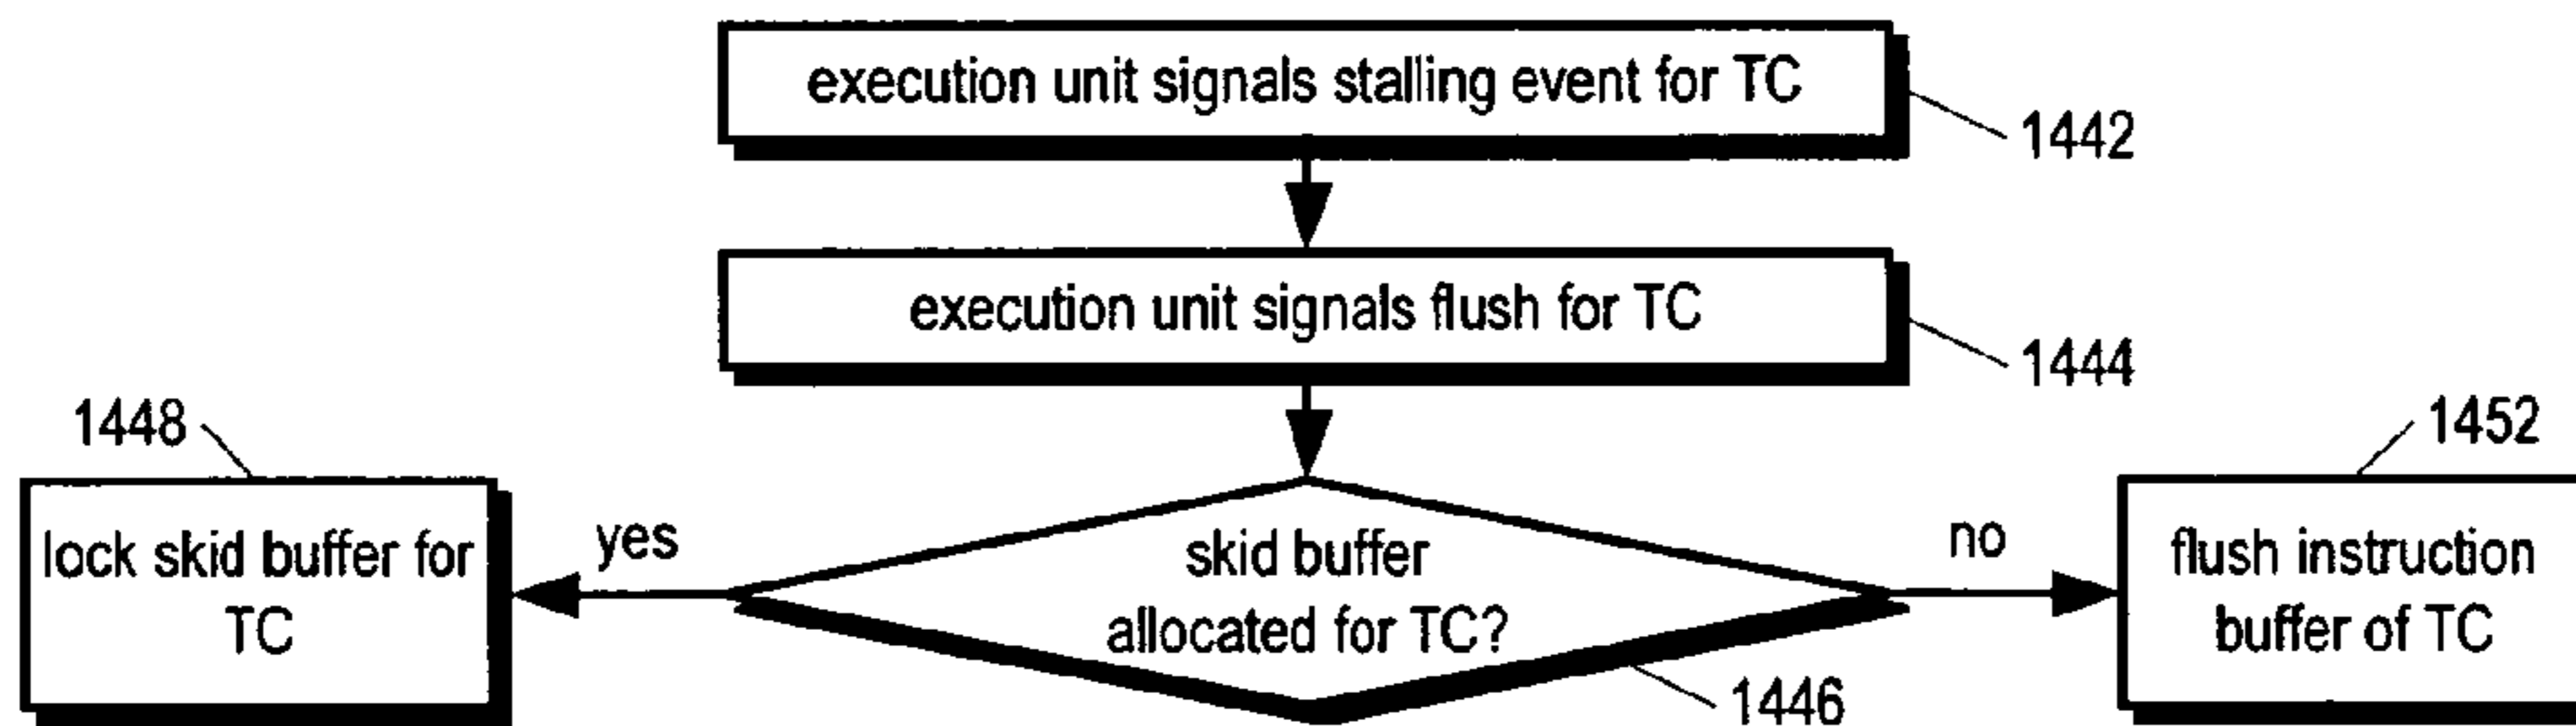 execution unit signals stalling event for TC
1442
execution unit signals flush for TC
1444
1448
1452
lock skid buffer for
TC
yes
skid buffer
allocated for TC?
no
flush instruction
buffer of TC
1446